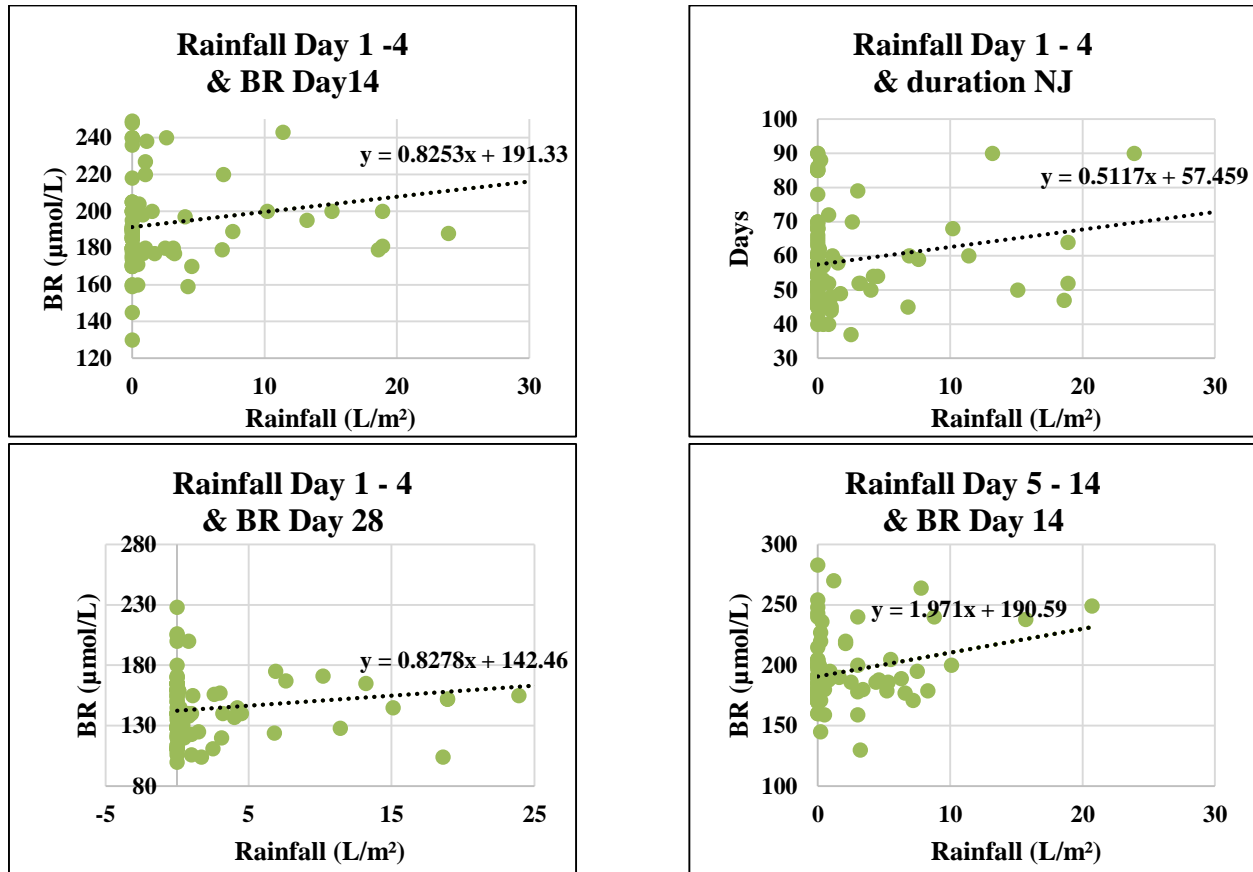 Rainfall Day 1 -4
& BR Day14
BR (µmol/L)
240
220
200
180
160
140
120
y = 0.8253x + 191.33
0 10 20 30
Rainfall (L/m²)
Rainfall Day 1 - 4
& duration NJ
Days
100
90
80
70
60
50
40
30
y = 0.5117x + 57.459
0 10 20 30
Rainfall (L/m²)
Rainfall Day 1 - 4
& BR Day 28
BR (µmol/L)
280
230
180
130
80
y = 0.8278x + 142.46
-5 5 15 25
Rainfall (L/m²)
Rainfall Day 5 - 14
& BR Day 14
BR (µmol/L)
300
250
200
150
100
y = 1.971x + 190.59
0 10 20 30
Rainfall (L/m²)